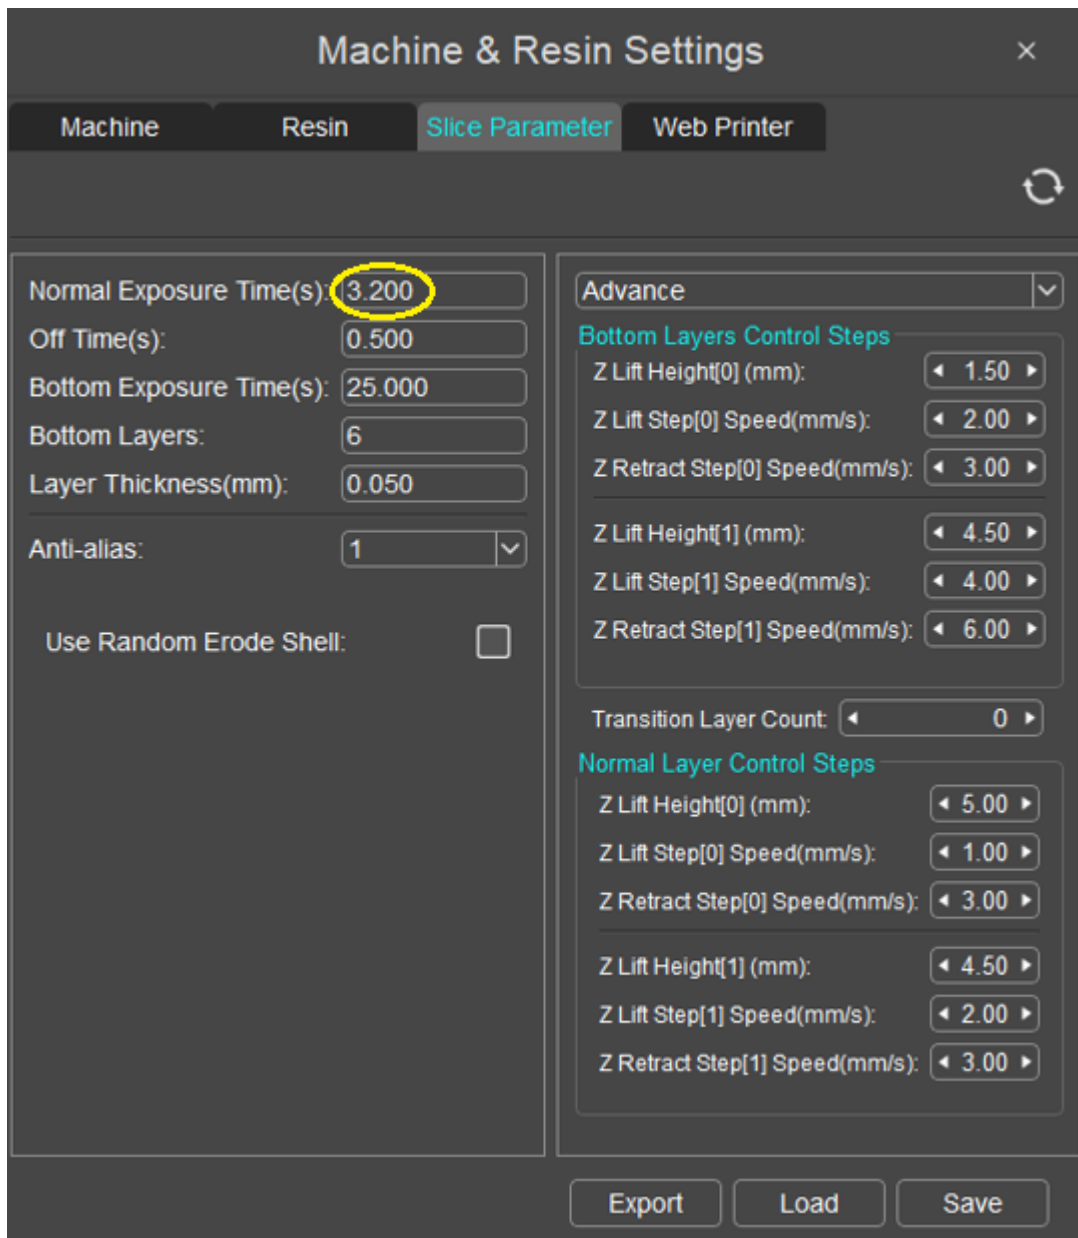 Machine & Resin Settings
Machine Resin Slice Parameter Web Printer
Normal Exposure Time(s): 3.200
Off Time(s): 0.500
Bottom Exposure Time(s): 25.000
Bottom Layers: 6
Layer Thickness(mm): 0.050
Anti-alias: 1
Use Random Erode Shell:
Advance
Bottom Layers Control Steps
Z Lift Height[0] (mm): 1.50
Z Lift Step[0] Speed(mm/s): 2.00
Z Retract Step[0] Speed(mm/s): 3.00
Z Lift Height[1] (mm): 4.50
Z Lift Step[1] Speed(mm/s): 4.00
Z Retract Step[1] Speed(mm/s): 6.00
Transition Layer Count: 0
Normal Layer Control Steps
Z Lift Height[0] (mm): 5.00
Z Lift Step[0] Speed(mm/s): 1.00
Z Retract Step[0] Speed(mm/s): 3.00
Z Lift Height[1] (mm): 4.50
Z Lift Step[1] Speed(mm/s): 2.00
Z Retract Step[1] Speed(mm/s): 3.00
Export Load Save